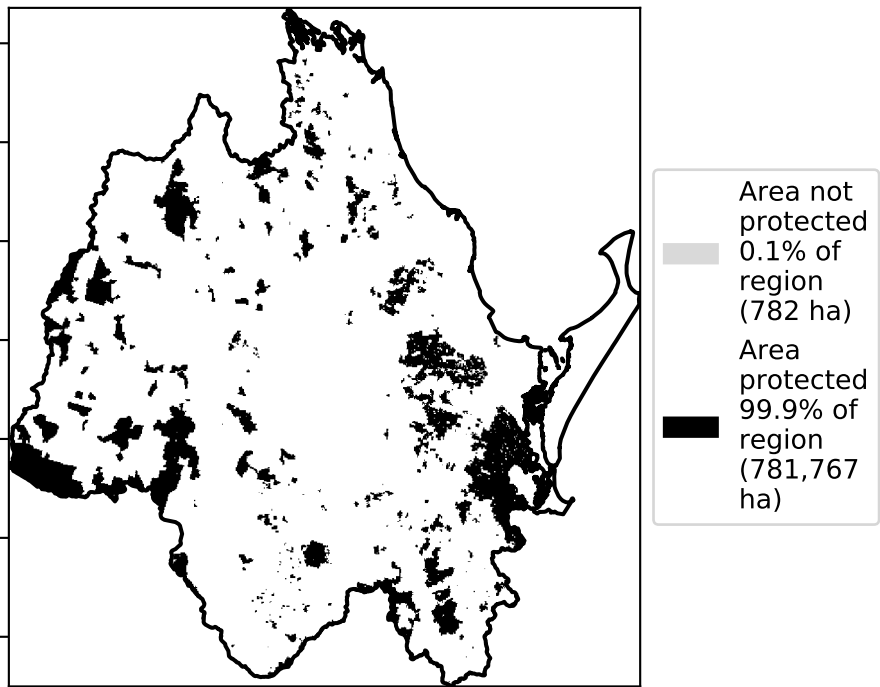 Area not
protected
0.1% of
region
(782 ha)
Area
protected
99.9% of
region
(781,767
ha)